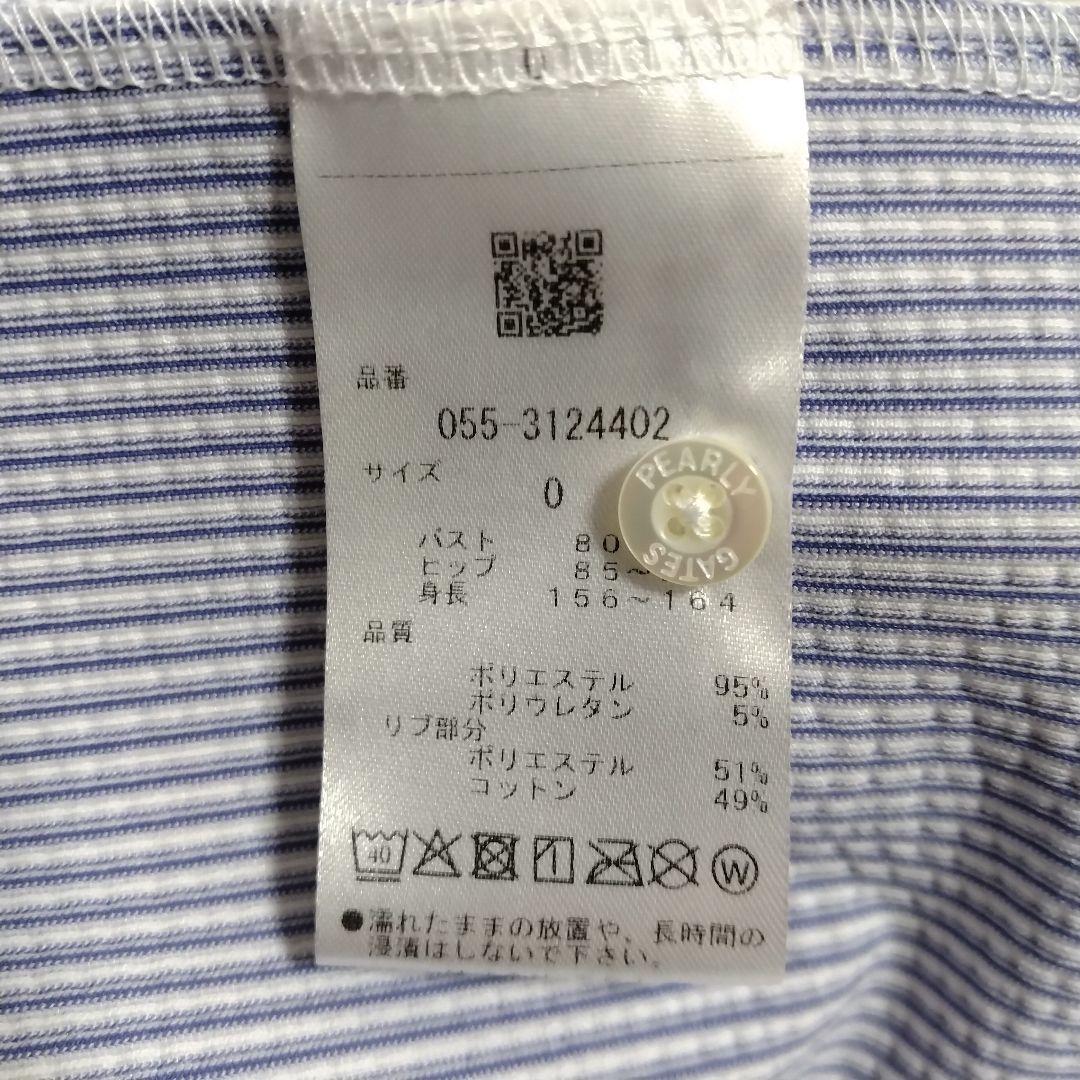 0
品番
055-3124402
サイズ
0
PEARLY
GATES
バスト 80
ヒップ 85～
身長 156～164
品質
ポリエステル 95%
ポリウレタン 5%
リブ部分
ポリエステル 51%
コットン 49%
40
W
●濡れたままの放置や、長時間の
浸漬はしないで下さい。